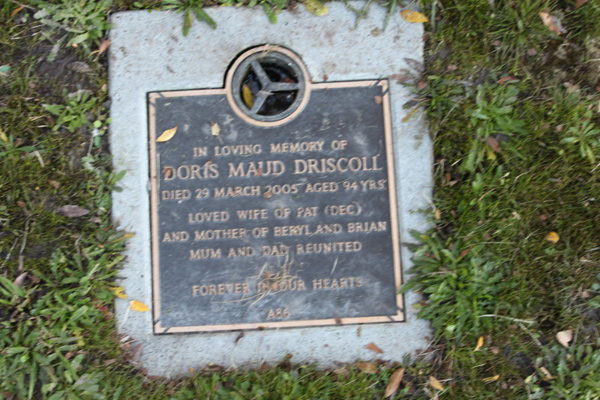 IN LOVING MEMORY OF
DORIS MAUD DRISCOLL
DIED 29 MARCH 2005 AGED 94 YRS
LOVED WIFE OF PAT (DEC)
AND MOTHER OF BERYL AND BRIAN
MUM AND DAD REUNITED
FOREVER IN OUR HEARTS